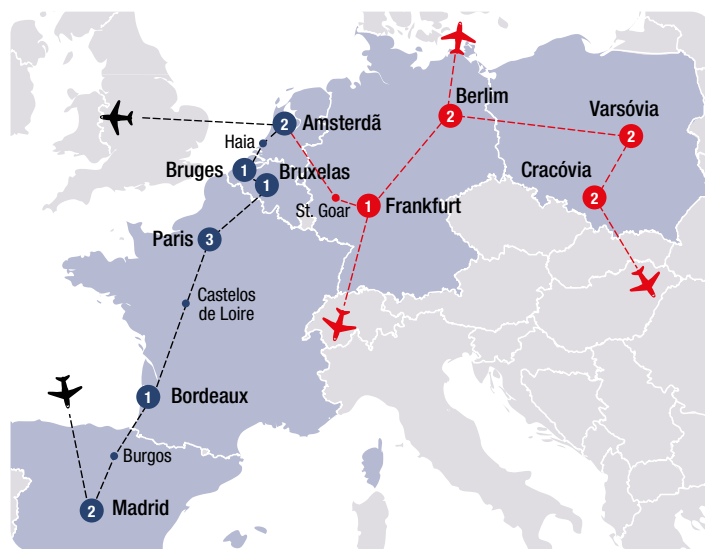 Berlim
2
Varsóvia
2
Amsterdã
2
Haia
Bruges
1
Bruxelas
1
Cracóvia
2
St. Goar
Frankfurt
1
Paris
3
Castelos
de Loire
Bordeaux
1
Burgos
Madrid
2